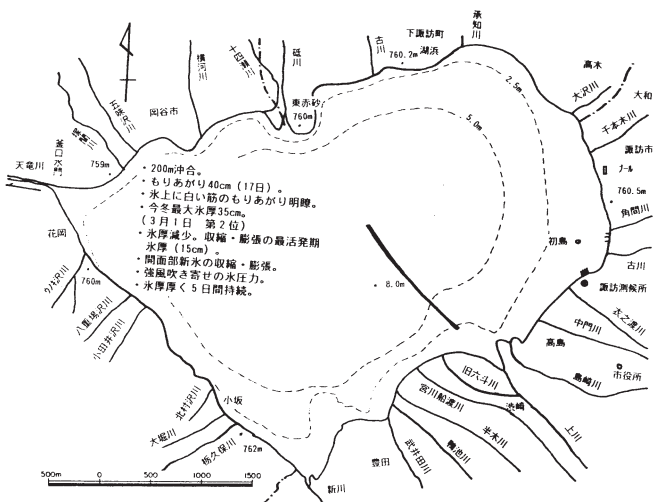 承知川
下諏訪町
湖浜
古川
760.2m
砥川
十四瀬川
横河川
東赤砂
760m
岡谷市
塚間川
釜口水門
天竜川
759m
高木
大沢川
大和
千本木川
諏訪市
プール
760.5m
角間川
2.5m
5.0m
・200m沖合。
・もりあがり40cm（17日）。
・氷上に白い筋のもりあがり明瞭。
・今冬最大氷厚35cm。
（3月1日　第2位）
・氷厚減少。収縮・膨張の最活発期
氷厚（15cm）。
・開面部新氷の収縮・膨張。
・強風吹き寄せの氷圧力。
・氷厚厚く5日間持続。
初島
古川
諏訪測候所
8.0m
花岡
ウノキ沢川
760m
八重場沢川
小田井沢川
衣之渡川
中門川
高島
島崎川
市役所
旧六斗川
渋崎
上川
宮川船渡川
半木川
鴨池川
武井田川
豊田
小坂
北村沢川
大堀川
栃久保川
762m
新川
500m 0 500 1000 1500